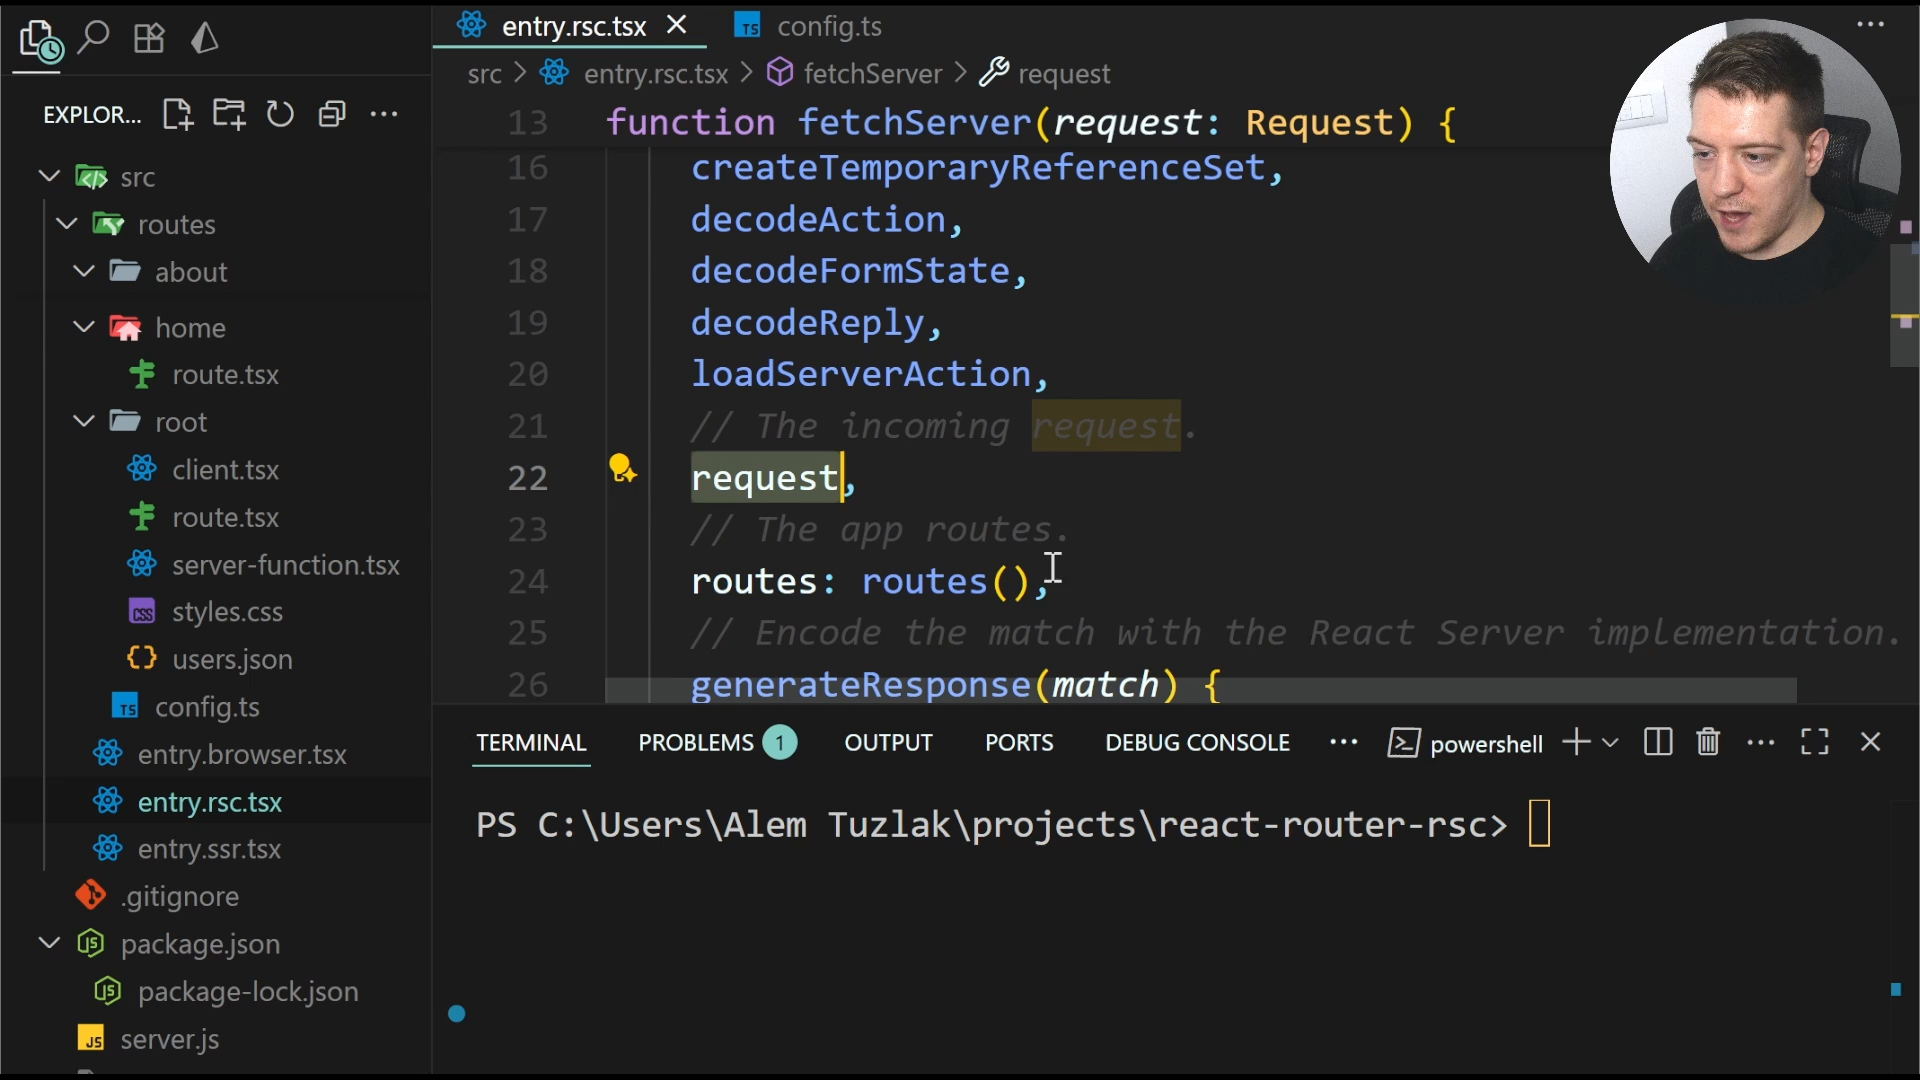 entry.rsc.tsx
config.ts
src > entry.rsc.tsx > fetchServer > request
EXPLOR...
src
routes
about
home
route.tsx
root
client.tsx
route.tsx
server-function.tsx
styles.css
users.json
config.ts
entry.browser.tsx
entry.rsc.tsx
entry.ssr.tsx
.gitignore
package.json
package-lock.json
server.js
13 function fetchServer(request: Request) {
16 createTemporaryReferenceSet,
17 decodeAction,
18 decodeFormState,
19 decodeReply,
20 loadServerAction,
21 // The incoming request.
22 request,
23 // The app routes.
24 routes: routes(),
25 // Encode the match with the React Server implementation.
26 generateResponse(match) {
TERMINAL PROBLEMS 1 OUTPUT PORTS DEBUG CONSOLE ... powershell
PS C:\Users\Alem Tuzlak\projects\react-router-rsc>